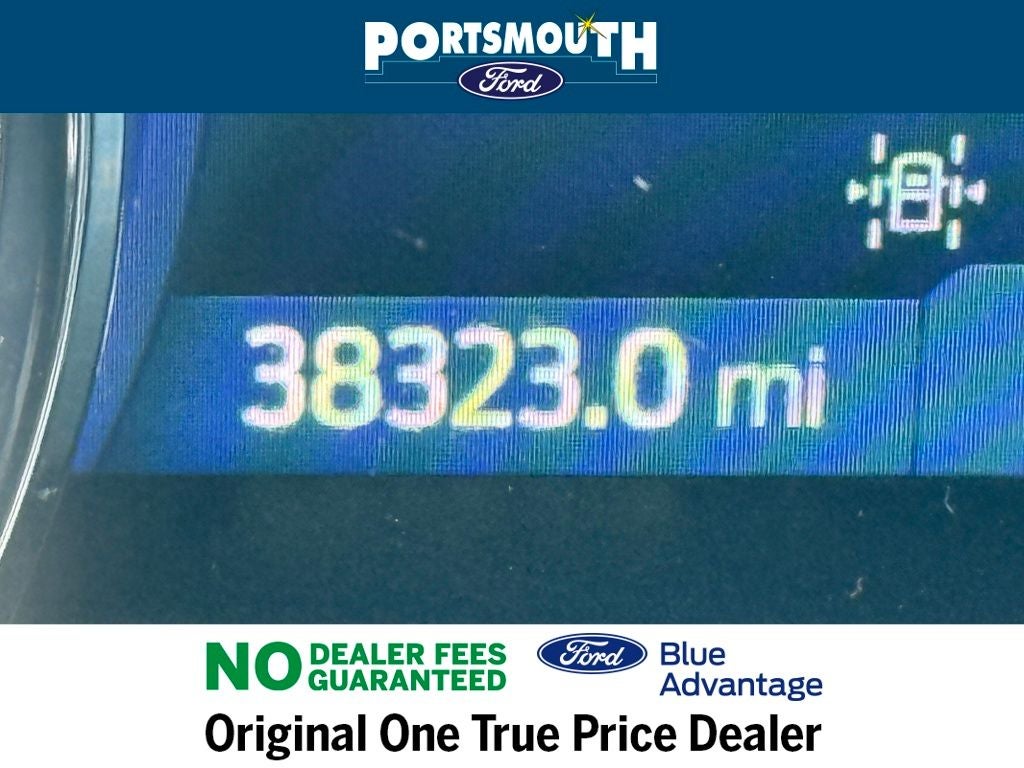 PORTSMOUTH
Ford
38323.0 mi
NO DEALER FEES
GUARANTEED
Ford
Blue
Advantage
Original One True Price Dealer